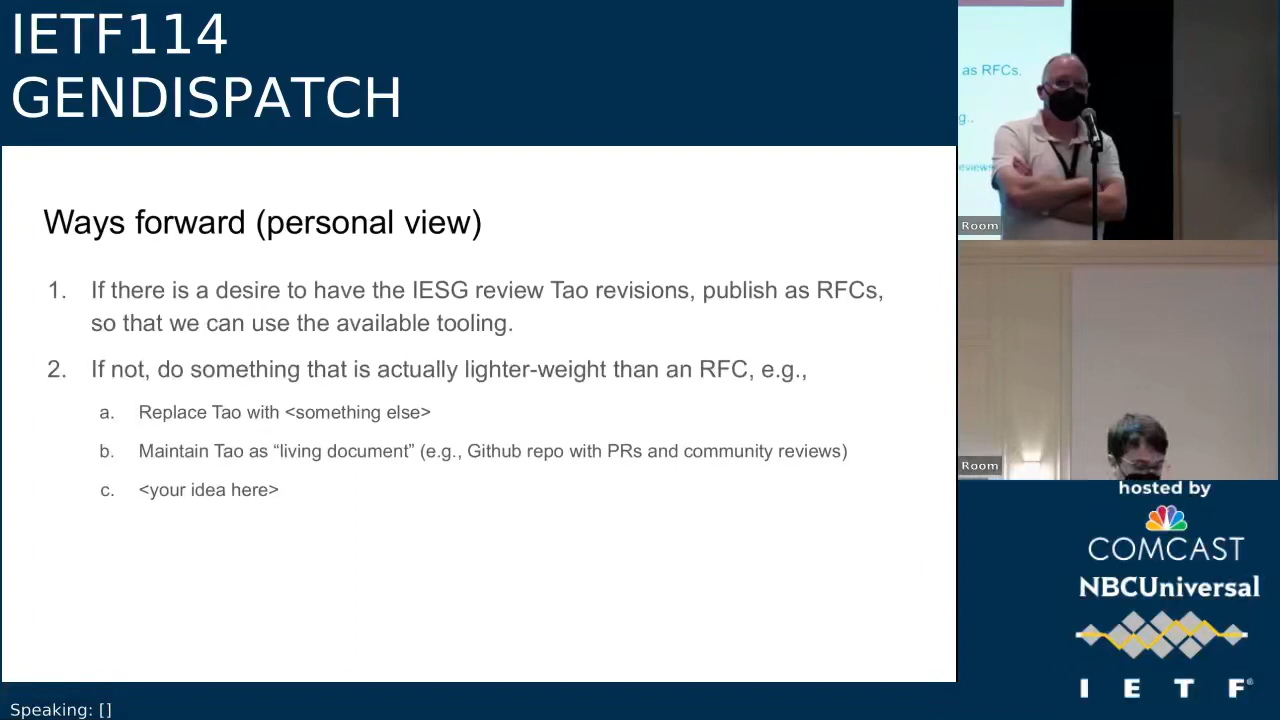 IETF114
GENDISPATCH
Ways forward (personal view)
1. If there is a desire to have the IESG review Tao revisions, publish as RFCs,
so that we can use the available tooling.
2. If not, do something that is actually lighter-weight than an RFC, e.g.,
a. Replace Tao with <something else>
b. Maintain Tao as “living document” (e.g., Github repo with PRs and community reviews)
c. <your idea here>
Speaking: []
as RFCs,
g.,
reviews)
Room
Room
hosted by
COMCAST
NBCUniversal
I E T F®